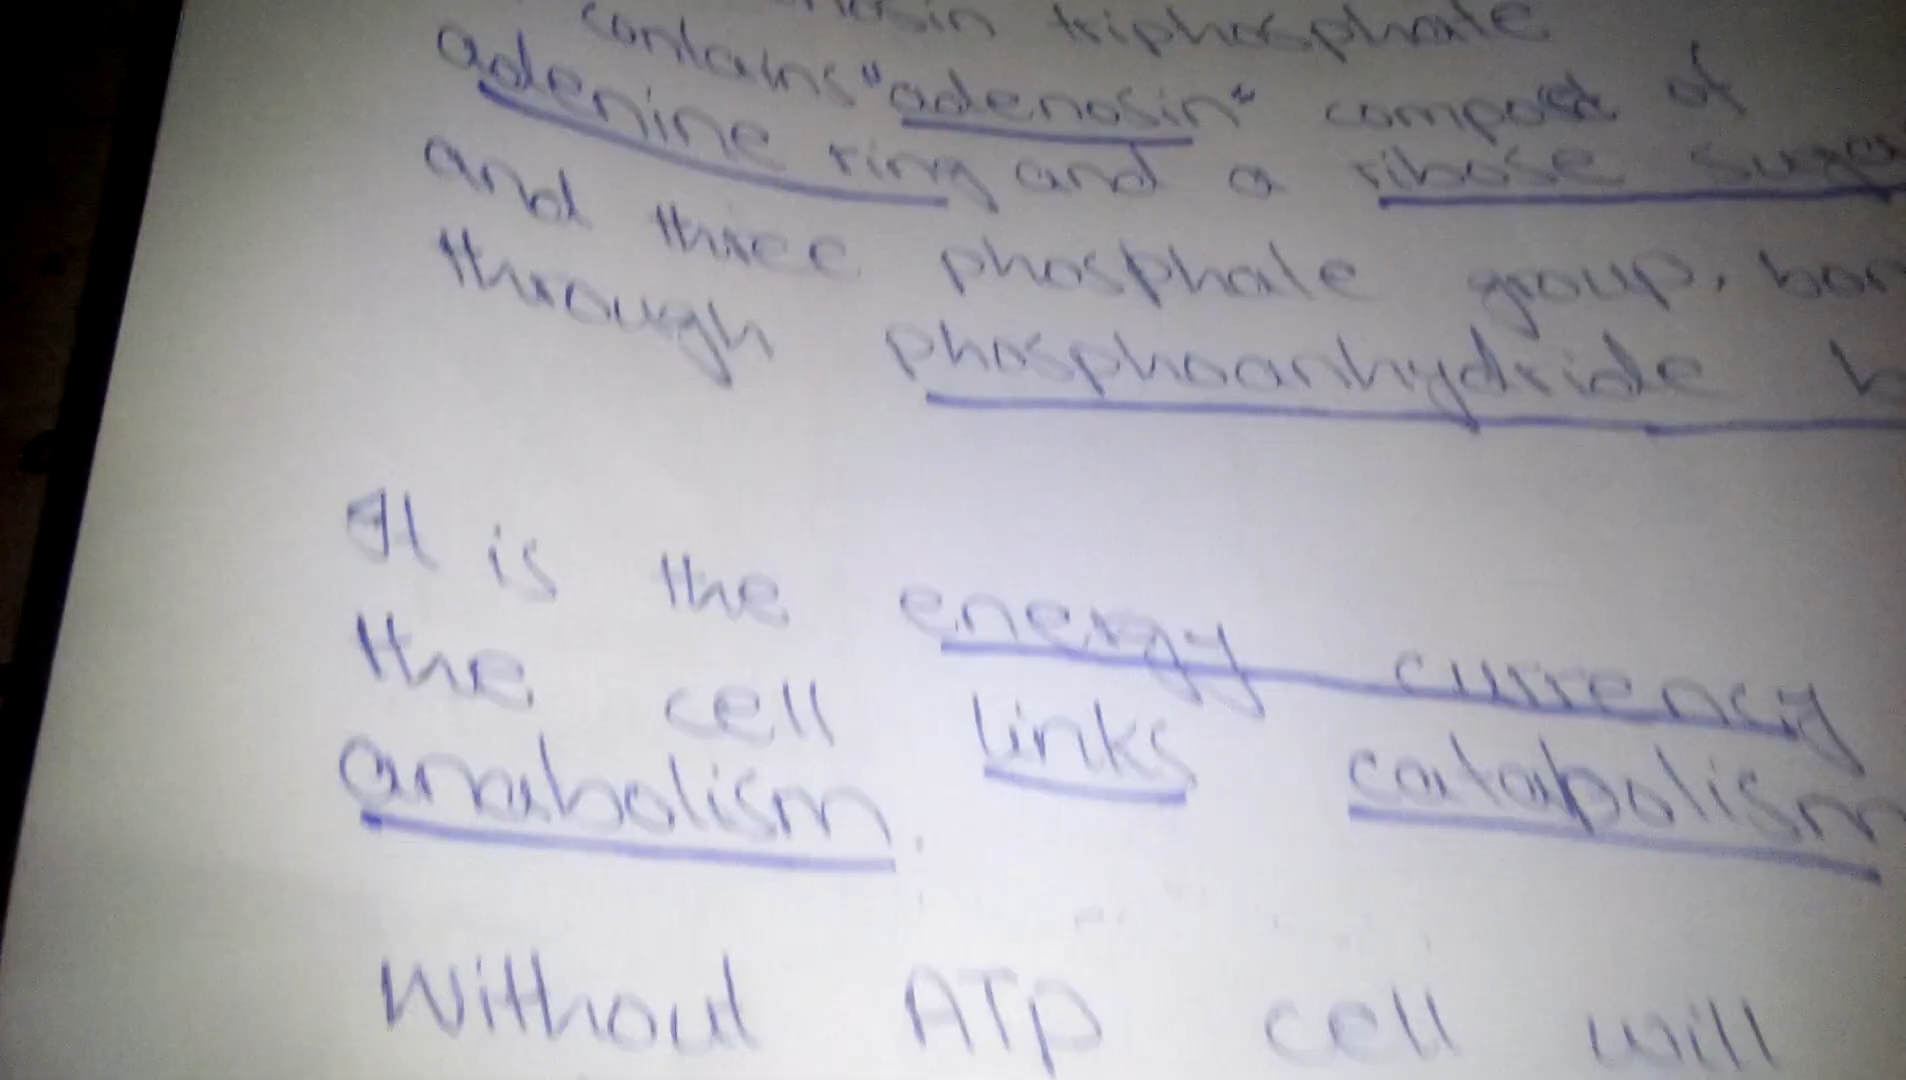 triphosphate
contains "adenosin" compost of
adenine ring and a ribose
and three phosphate group,
through phosphoanhydride
It is the energy currency
the cell links catabolism
anabolism.
Without ATP cell will